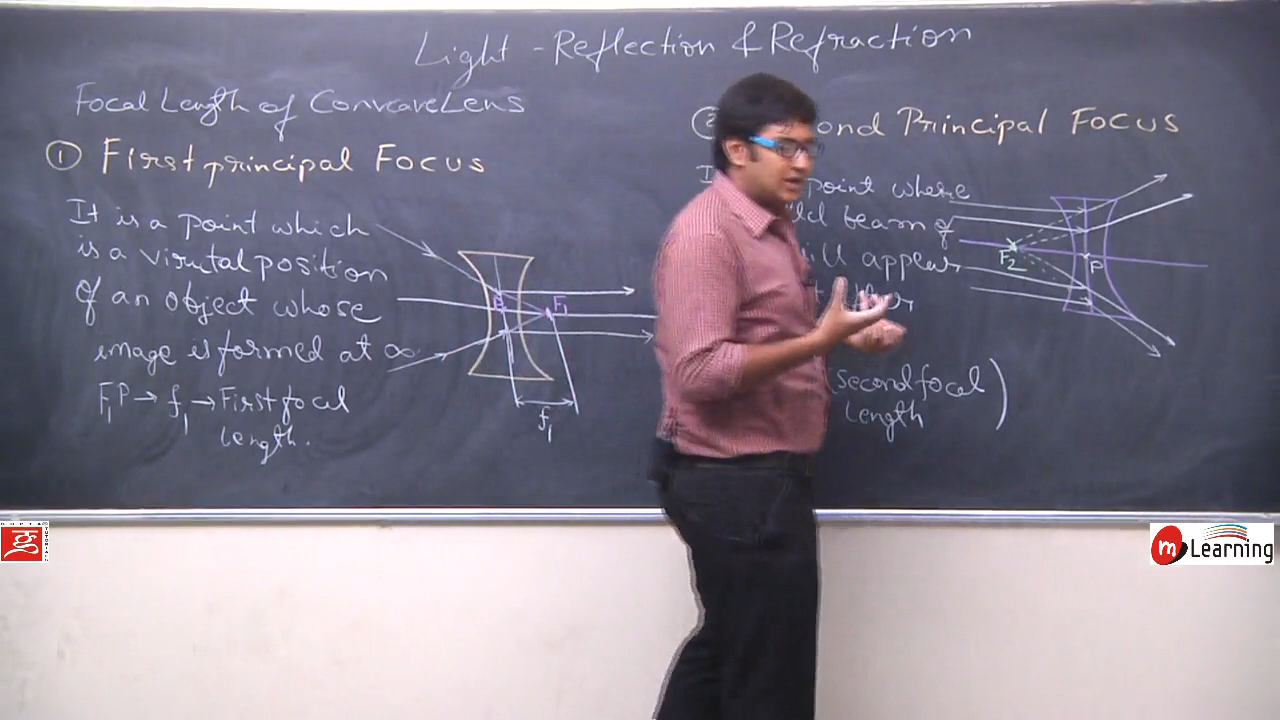 Light - Reflection & Refraction
Focal Length of Concave Lens
① First principal Focus
It is a point which
is a virutal position
of an object whose
image is formed at ∞
F₁P → f₁ → First focal
length.
F₁
f₁
ond Principal Focus
point where
beam of
appear
F₂
P
(second focal
length)
g
m Learning